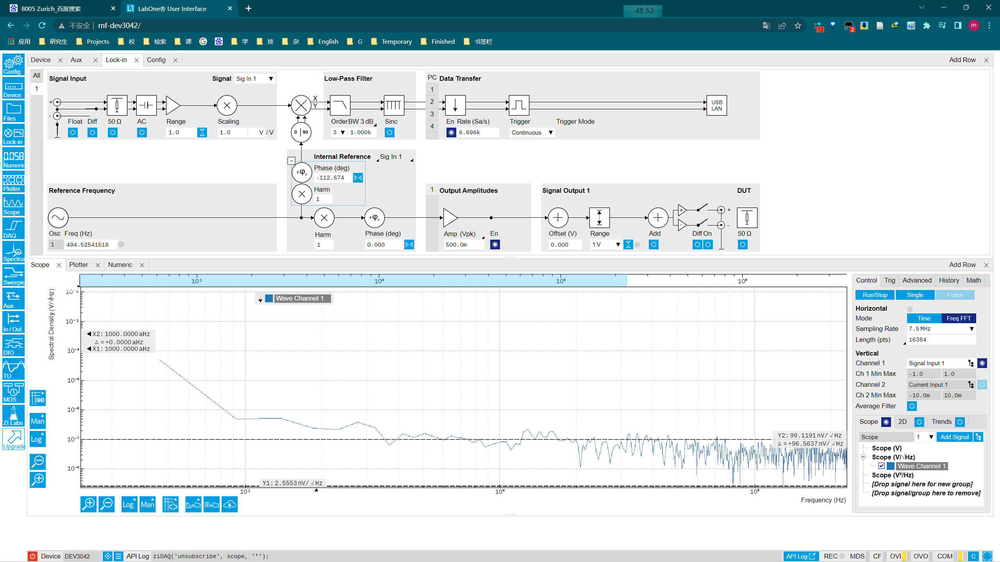 8005 Zurich_百度搜索
LabOne® User Interface
48:53
不安全 | mf-dev3042/
12
2
m
应用 研究生 Projects 校 检索 课 学 技 杂 English G Temporary Finished 书签栏
Config
Device
Files
Lock-in
0.058
Numeric
Plotter
Scope
DAQ
Spectru
Sweepe
Aux
In / Out
DIO
TU
MDS
ZI Labs
Upgrade
Device Aux Lock-in Config Add Row
All
1
Signal Input Signal Sig In 1
+
-
Float Diff 50 Ω AC Range Scaling
1.0 1.0 V / V
X
Y
0 | 90
Low-Pass Filter
Order BW 3 dB Sinc
3 1.000k
PC Data Transfer
1
2
3
4
USB
LAN
En Rate (Sa/s) Trigger Trigger Mode
6.696k Continuous
Internal Reference Sig In 1
+φ₀ Phase (deg)
-112.674
Harm
1
Reference Frequency
Osc Freq (Hz)
1 494.52541518
Harm
1
+φ₀
Phase (deg)
0.000
1 Output Amplitudes
Amp (Vpk) En
500.0m
Signal Output 1 DUT
+
-
Offset (V) Range Add Diff On 50 Ω
0.000 1 V
Scope Plotter Numeric Add Row
10³ 10⁴ 10⁵ 10⁶
Spectral Density (V/√Hz)
10⁻²
10⁻³
10⁻⁴
10⁻⁵
10⁻⁶
10⁻⁷
10⁻⁸
Wave Channel 1
X2: 1000.0000 aHz
Δ = +0.0000 aHz
X1: 1000.0000 aHz
Y2: 99.1191 nV/√Hz
Δ = +96.5637 nV/√Hz
Y1: 2.5553 nV/√Hz
10³ 10⁴ 10⁵
Frequency (Hz)
Man
Log
Log Man
Control Trig Advanced History Math
Run/Stop Single Force
Horizontal
Mode Time Freq FFT
Sampling Rate 7.5 MHz
Length (pts) 16384
Vertical
Channel 1 Signal Input 1
Ch 1 Min Max -1.0 1.0
Channel 2 Current Input 1
Ch 2 Min Max -10.0m 10.0m
Average Filter
Scope 2D Trends
Scope 1 Add Signal
Scope (V)
Scope (V/√Hz)
Wave Channel 1
Scope (V²/Hz)
[Drop signal here for new group]
[Drop signal/group here to remove]
Device DEV3042 API Log ziDAQ('unsubscribe', scope, '*'); API Log REC MDS CF OVI OVO COM C